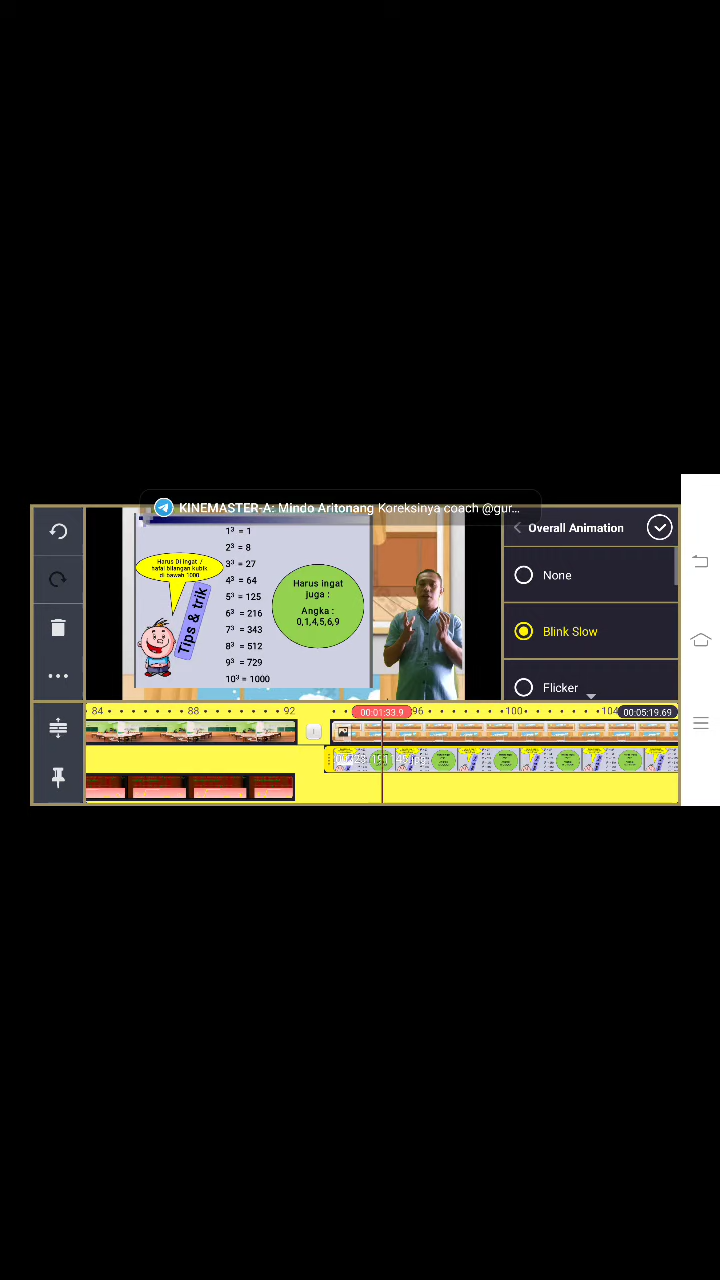 KINEMASTER-A: Mindo Aritonang Koreksinya coach @gur...
Overall Animation
None
Blink Slow
Flicker
1³ = 1
2³ = 8
3³ = 27
4³ = 64
5³ = 125
6³ = 216
7³ = 343
8³ = 512
9³ = 729
10³ = 1000
Harus Di ingat /
hafal bilangan kubik
di bawah 1000
Tips & trik
Harus ingat
juga :
Angka :
0,1,4,5,6,9
84 88 92 96 100 104
00:01:33.9
00:05:19.69